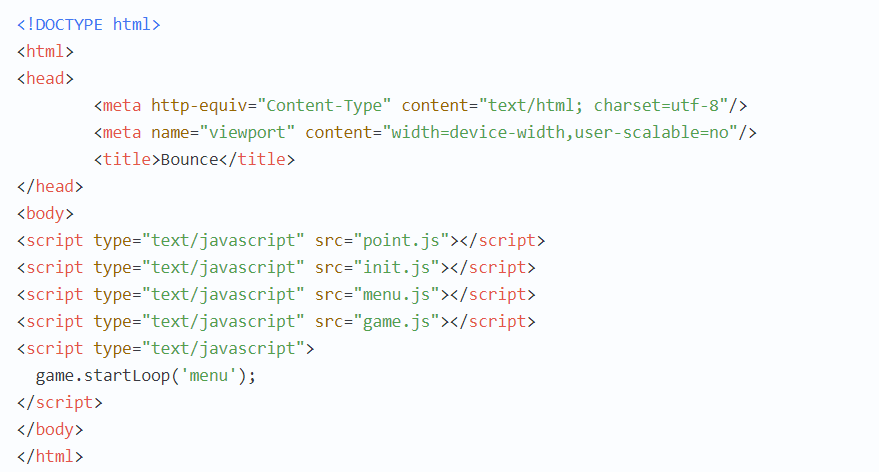 <!DOCTYPE html>
<html>
<head>
        <meta http-equiv="Content-Type" content="text/html; charset=utf-8"/>
        <meta name="viewport" content="width=device-width,user-scalable=no"/>
        <title>Bounce</title>
</head>
<body>
<script type="text/javascript" src="point.js"></script>
<script type="text/javascript" src="init.js"></script>
<script type="text/javascript" src="menu.js"></script>
<script type="text/javascript" src="game.js"></script>
<script type="text/javascript">
  game.startLoop('menu');
</script>
</body>
</html>